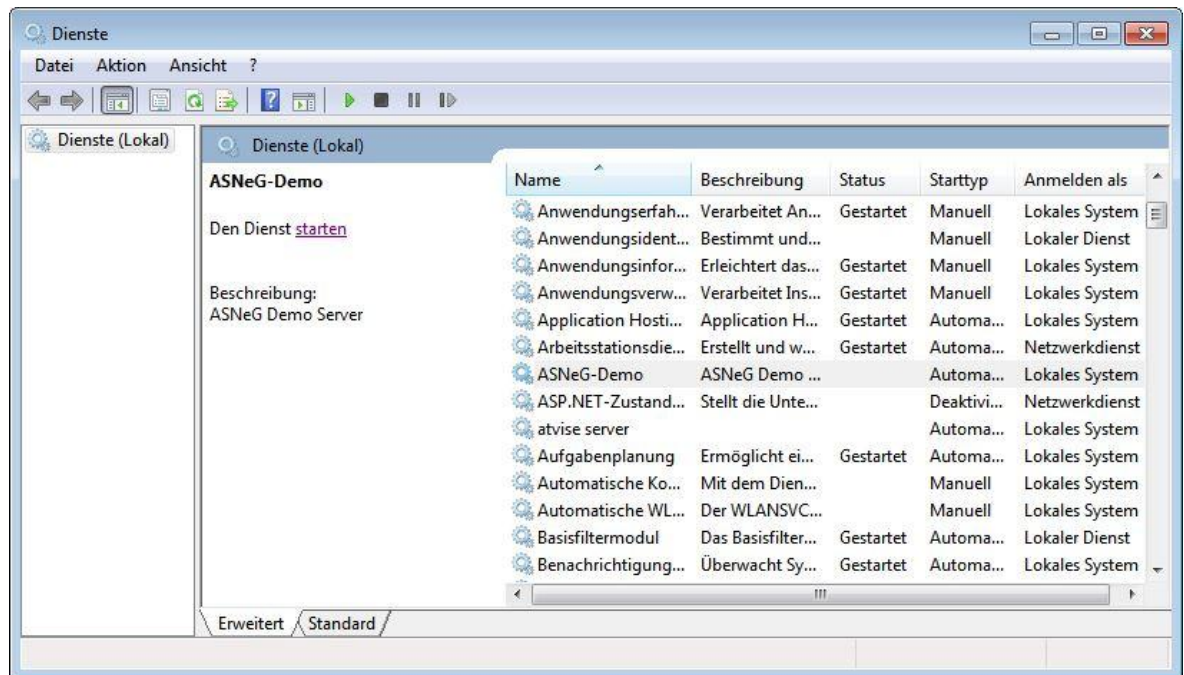 Dienste
Datei Aktion Ansicht ?
Dienste (Lokal)
Dienste (Lokal)
ASNeG-Demo
Den Dienst starten
Beschreibung:
ASNeG Demo Server
Name Beschreibung Status Starttyp Anmelden als
Anwendungserfah... Verarbeitet An... Gestartet Manuell Lokales System
Anwendungsident... Bestimmt und... Manuell Lokaler Dienst
Anwendungsinfor... Erleichtert das... Gestartet Manuell Lokales System
Anwendungsverw... Verarbeitet Ins... Gestartet Manuell Lokales System
Application Hosti... Application H... Gestartet Automa... Lokales System
Arbeitsstationsdie... Erstellt und w... Gestartet Automa... Netzwerkdienst
ASNeG-Demo ASNeG Demo ... Automa... Lokales System
ASP.NET-Zustand... Stellt die Unte... Deaktivi... Netzwerkdienst
atvise server Automa... Lokales System
Aufgabenplanung Ermöglicht ei... Gestartet Automa... Lokales System
Automatische Ko... Mit dem Dien... Manuell Lokales System
Automatische WL... Der WLANSVC... Manuell Lokales System
Basisfiltermodul Das Basisfilter... Gestartet Automa... Lokaler Dienst
Benachrichtigung... Überwacht Sy... Gestartet Automa... Lokales System
Erweitert Standard